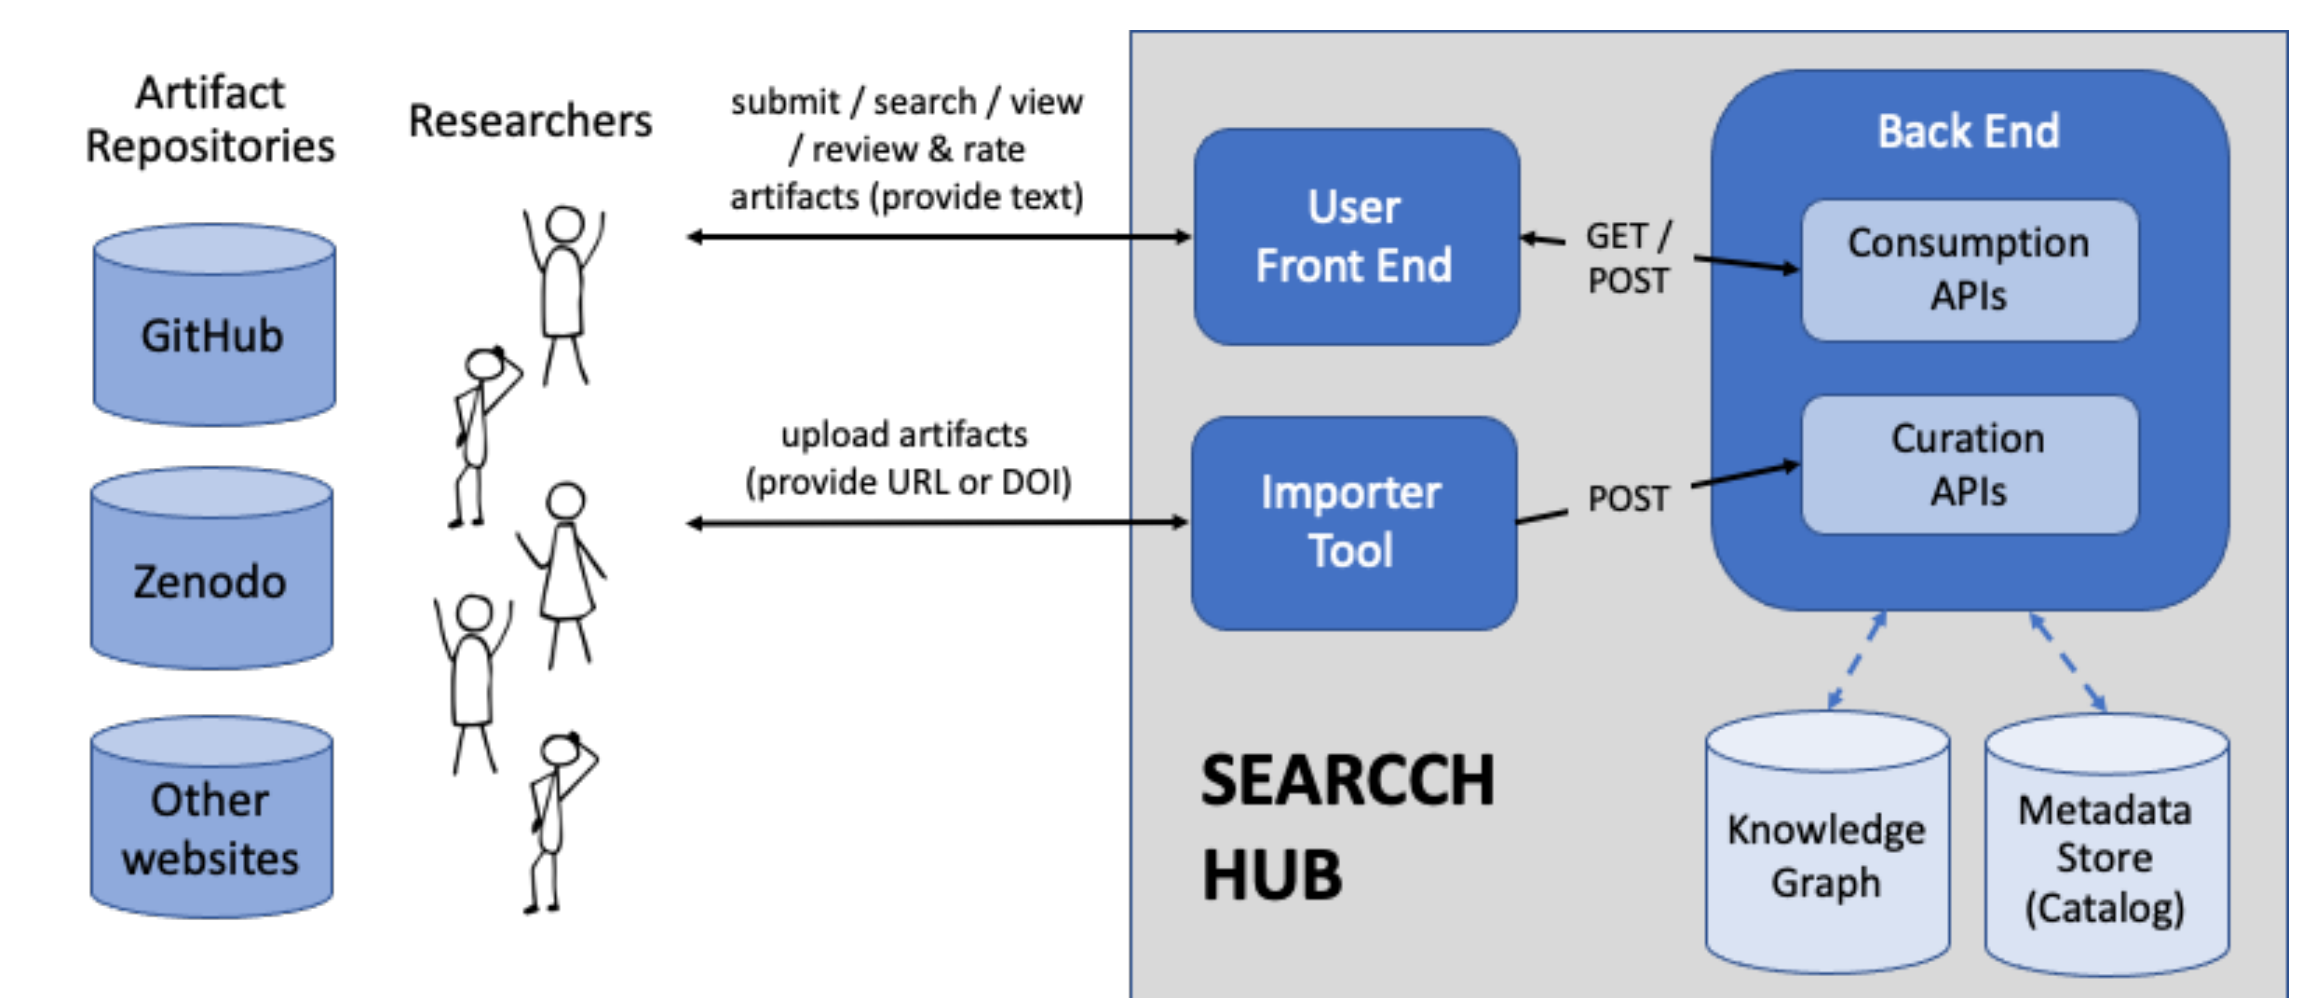 Artifact
Repositories
GitHub
Zenodo
Other
websites
Researchers
submit / search / view
/ review & rate
artifacts (provide text)
upload artifacts
(provide URL or DOI)
User
Front End
Importer
Tool
GET /
POST
POST
Back End
Consumption
APIs
Curation
APIs
SEARCCH
HUB
Knowledge
Graph
Metadata
Store
(Catalog)